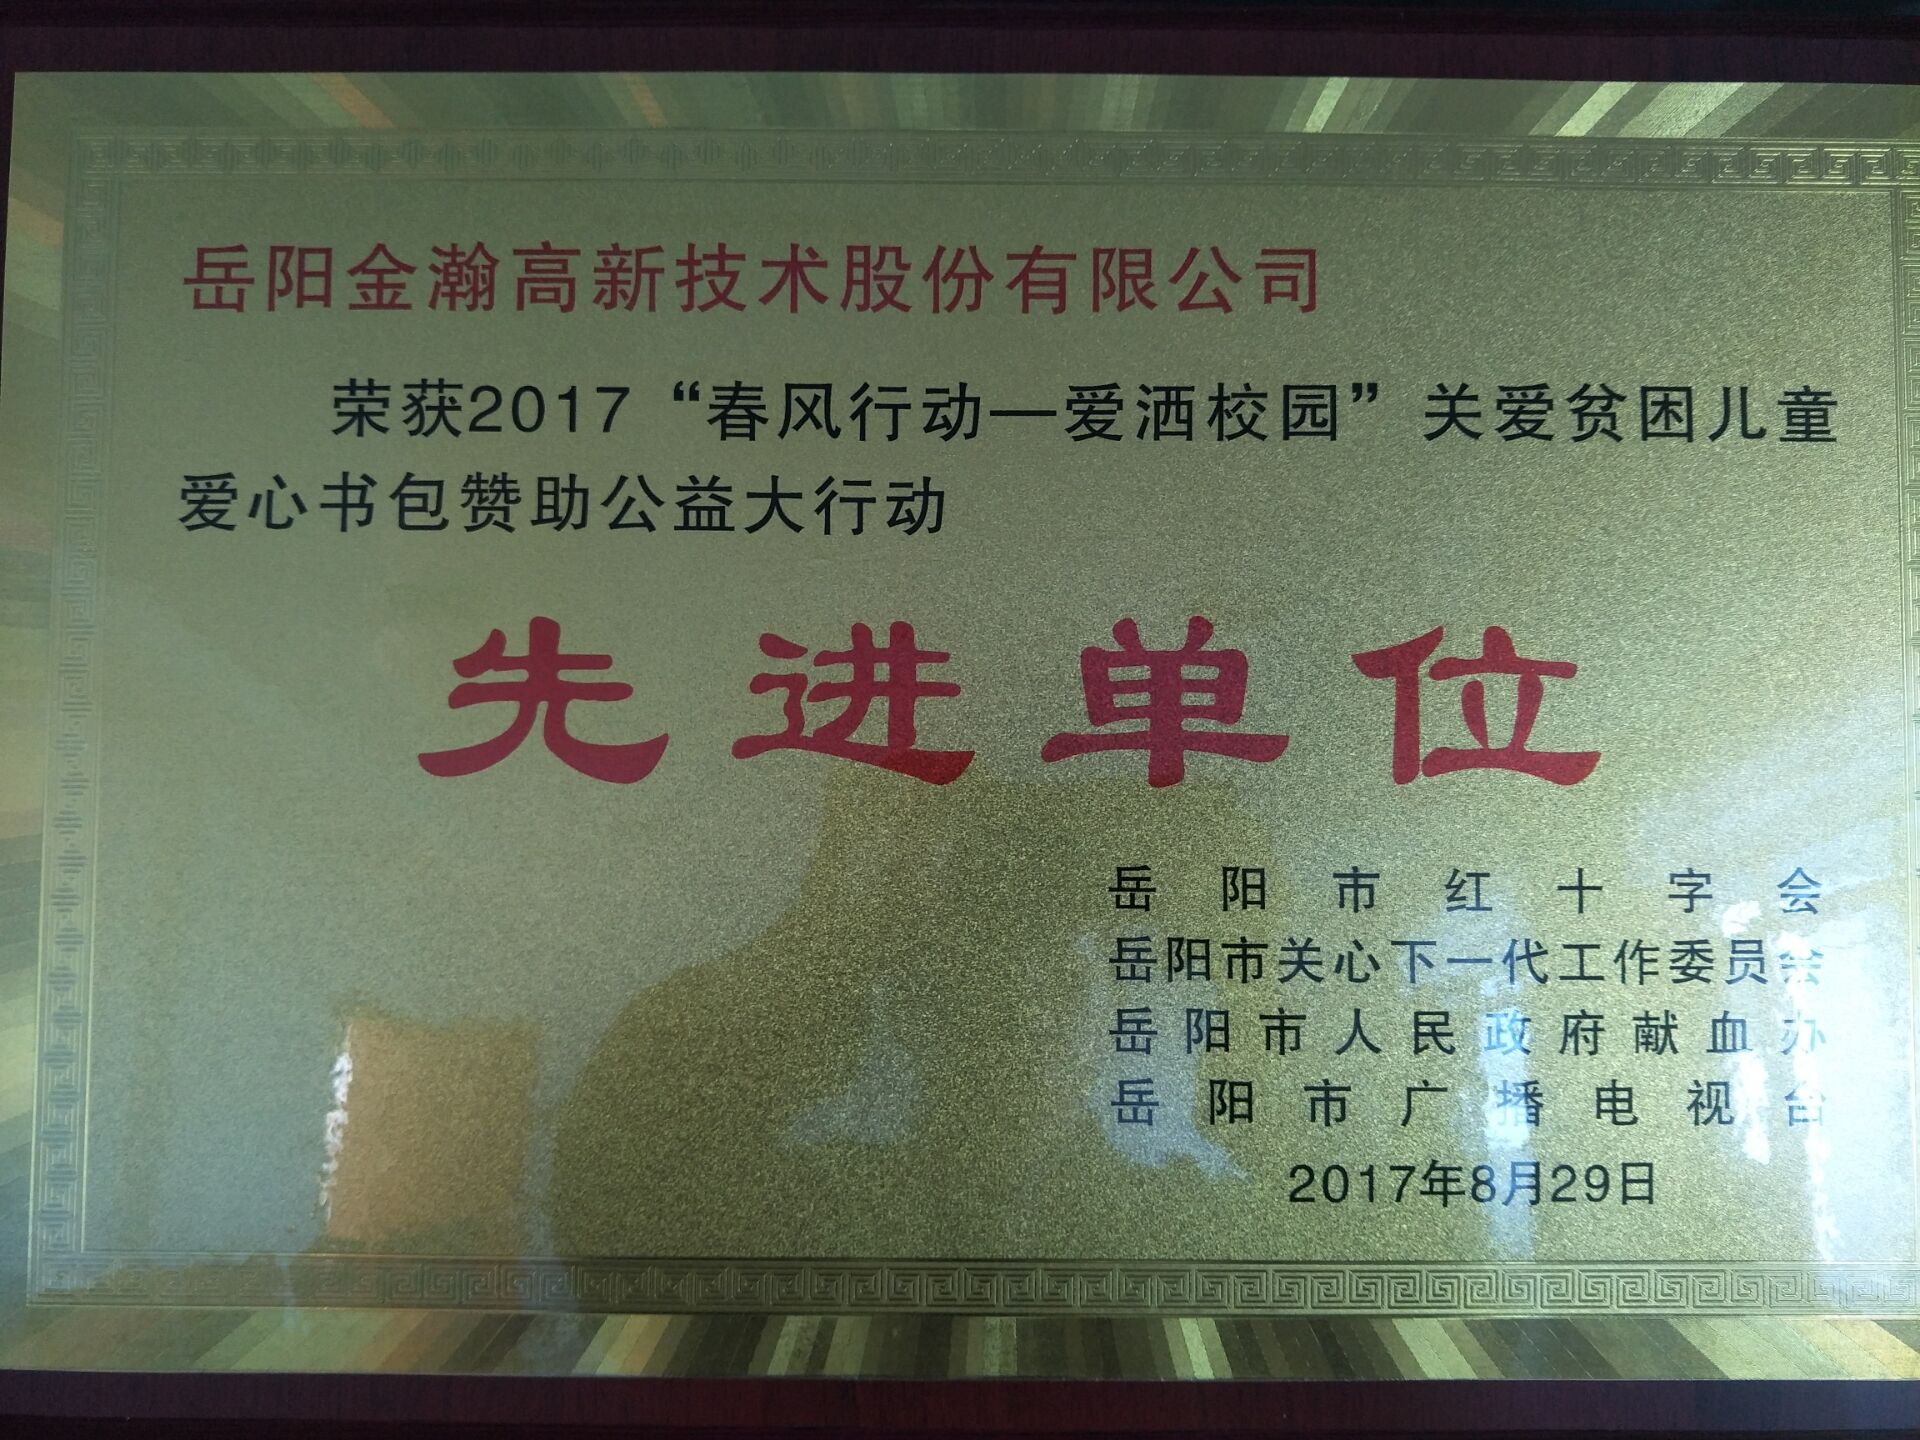 岳阳金瀚高新技术股份有限公司
荣获2017“春风行动—爱洒校园”关爱贫困儿童
爱心书包赞助公益大行动
先进单位
岳阳市红十字会
岳阳市关心下一代工作委员会
岳阳市人民政府献血办
岳阳市广播电视台
2017年8月29日